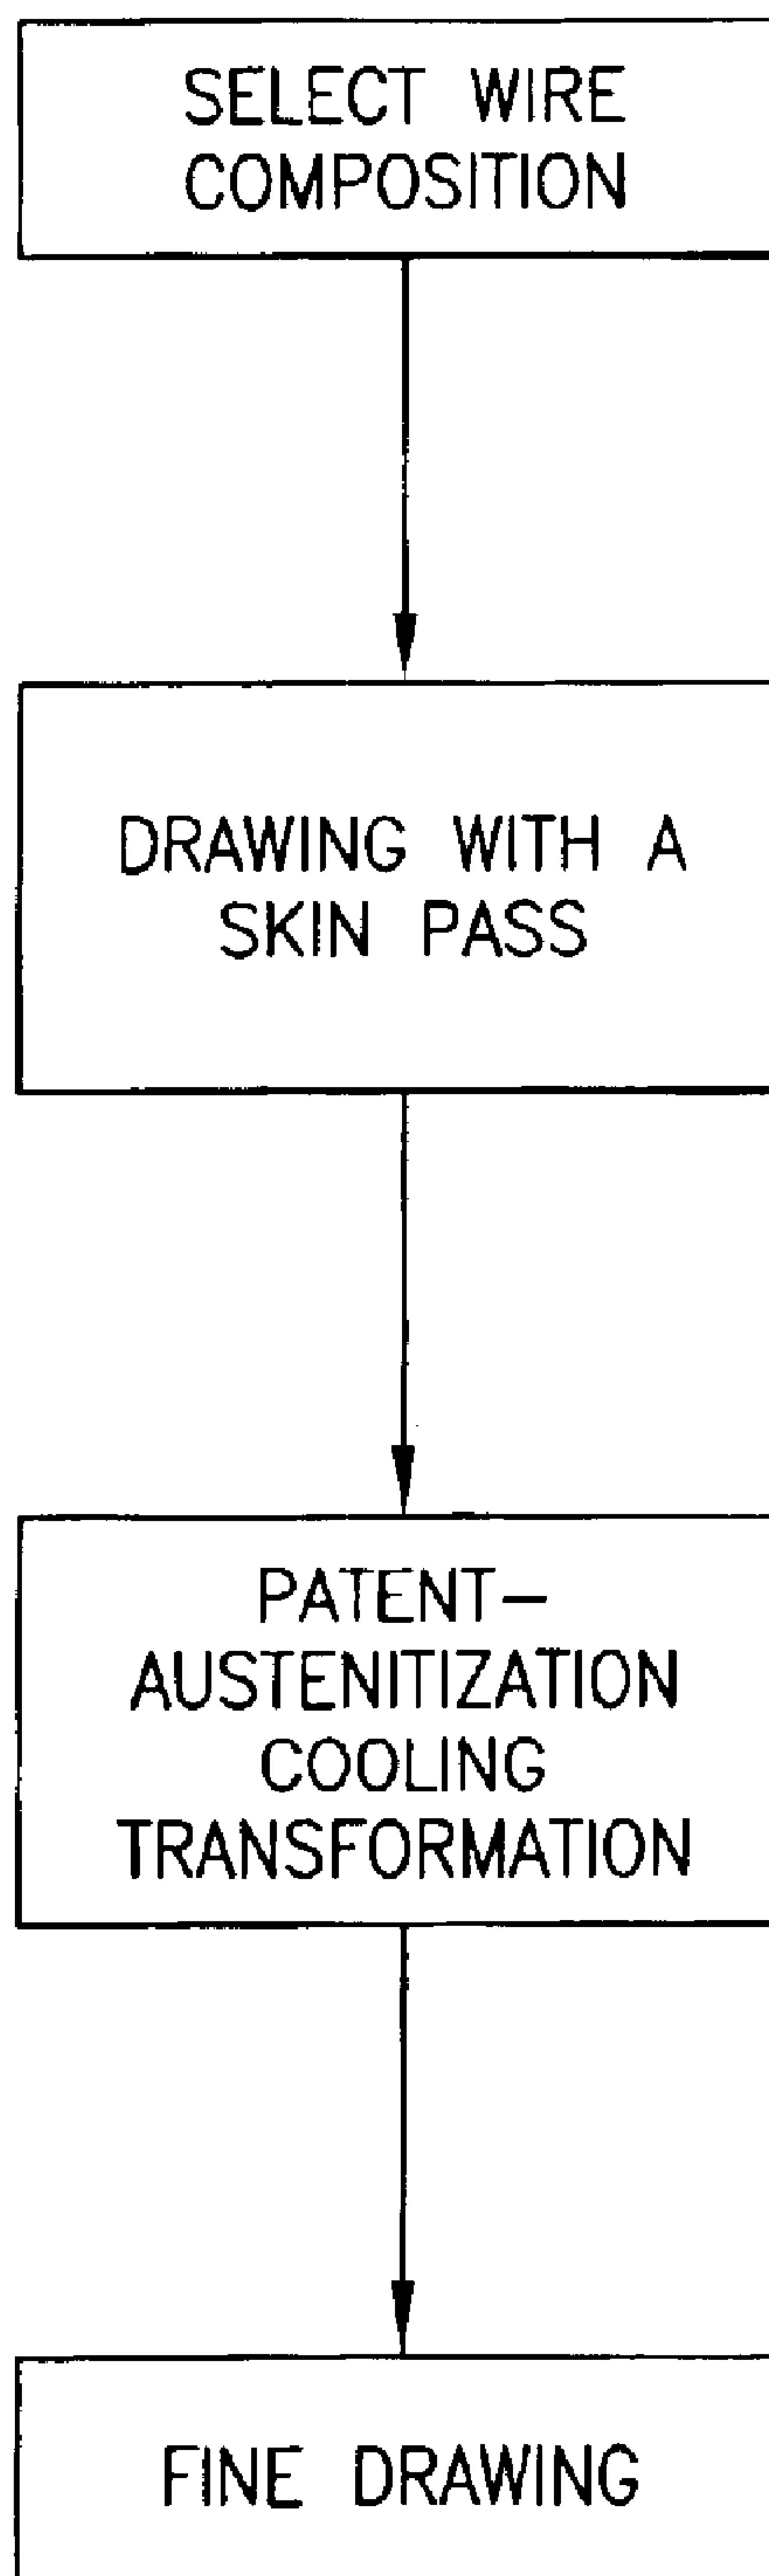 SELECT WIRE
COMPOSITION
DRAWING WITH A
SKIN PASS
PATENT-
AUSTENITIZATION
COOLING
TRANSFORMATION
FINE DRAWING